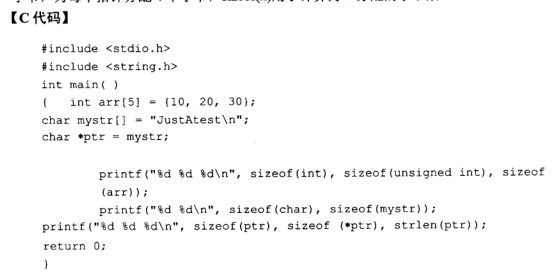 【C代码】
#include <stdio.h>
#include <string.h>
int main( )
{   int arr[5] = {10, 20, 30};
char mystr[] = "JustAtest\n";
char *ptr = mystr;
printf("%d %d %d\n", sizeof(int), sizeof(unsigned int), sizeof
(arr));
printf("%d %d\n", sizeof(char), sizeof(mystr));
printf("%d %d %d\n", sizeof(ptr), sizeof (*ptr), strlen(ptr));
return 0;
}